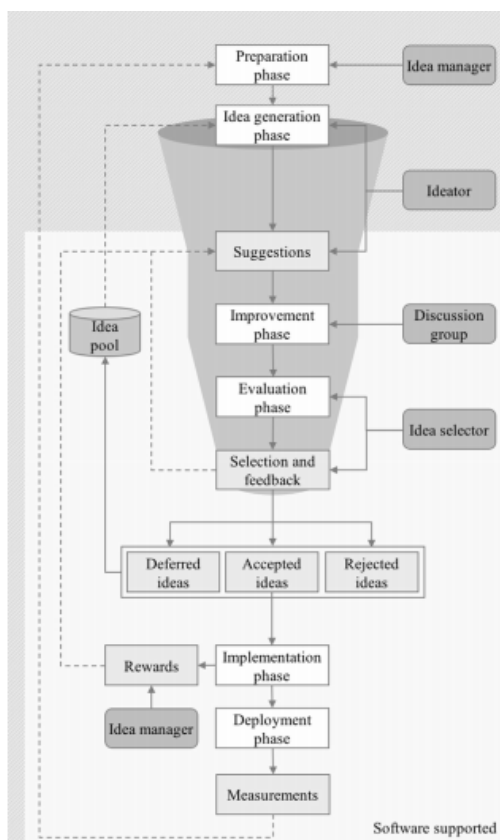 Preparation
phase
Idea manager
Idea generation
phase
Ideator
Suggestions
Idea
pool
Improvement
phase
Discussion
group
Evaluation
phase
Idea selector
Selection and
feedback
Deferred
ideas
Accepted
ideas
Rejected
ideas
Rewards
Implementation
phase
Idea manager
Deployment
phase
Measurements
Software supported